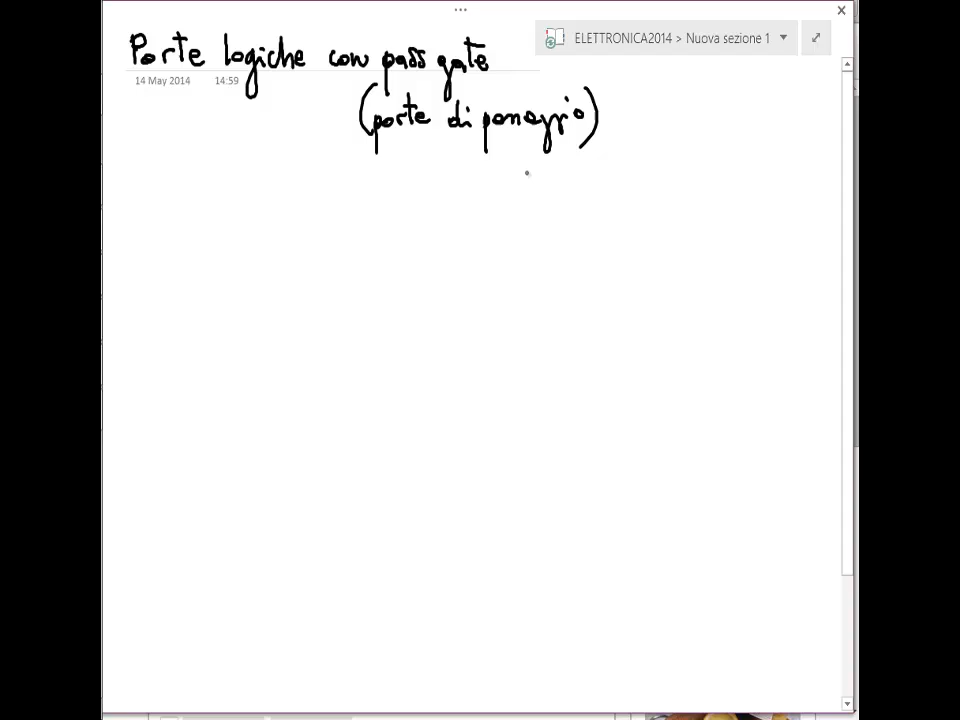 ELETTRONICA2014 > Nuova sezione 1
Porte logiche con pass gate
14 May 2014 14:59
(porte di passaggio)